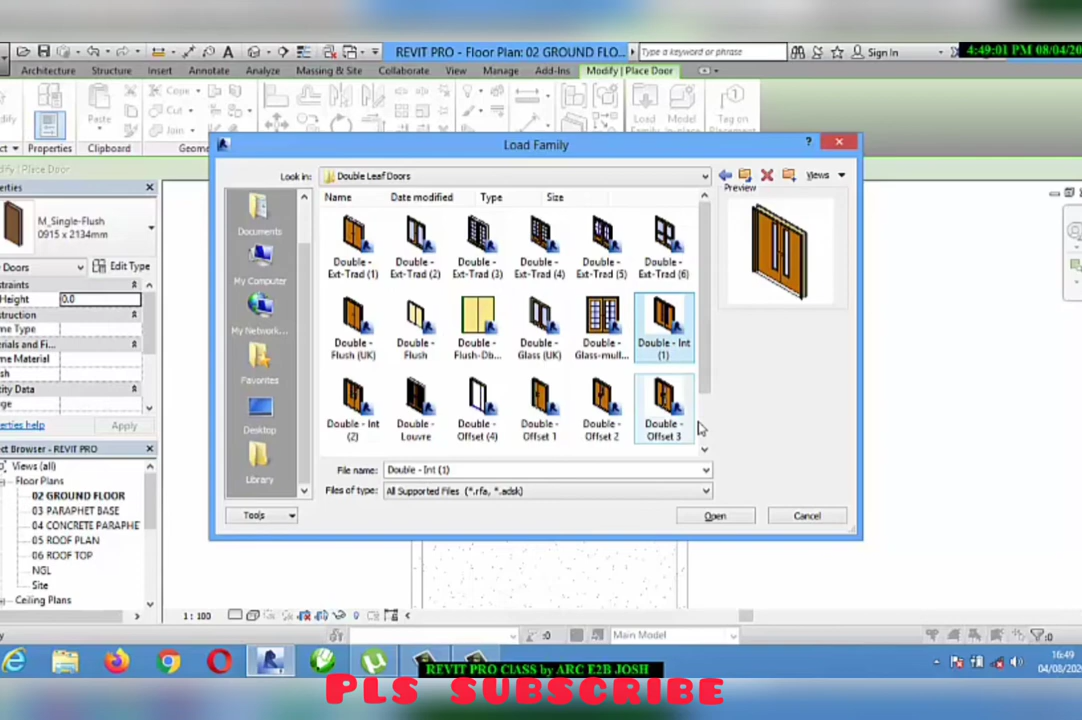 REVIT PRO - Floor Plan: 02 GROUND FLO...
Type a keyword or phrase
Sign In
4:49:01 PM 08/04/20
Architecture Structure Insert Annotate Analyze Massing & Site Collaborate View Manage Add-Ins Modify | Place Door
Cope
Cut
Join
Paste
Load
Model
Tag on
Properties
Clipboard
Geome
Place Door
Load Family
?
Look in: Double Leaf Doors
Views
Preview
Name Date modified Type Size
M_Single-Flush
0915 x 2134mm
Doors
Edit Type
Height 0.0
Apply
Documents
My Computer
My Network...
Favorites
Desktop
Library
Double - Ext-Trad (1)
Double - Ext-Trad (2)
Double - Ext-Trad (3)
Double - Ext-Trad (4)
Double - Ext-Trad (5)
Double - Ext-Trad (6)
Double - Flush (UK)
Double - Flush
Double - Flush-Db...
Double - Glass (UK)
Double - Glass-mull...
Double - Int (1)
Double - Int (2)
Double - Louvre
Double - Offset (4)
Double - Offset 1
Double - Offset 2
Double - Offset 3
File name: Double - Int (1)
Files of type: All Supported Files (*.rfa, *.adsk)
Tools
Open
Cancel
ct Browser - REVIT PRO
Views (all)
Floor Plans
02 GROUND FLOOR
03 PARAPHET BASE
04 CONCRETE PARAPHE
05 ROOF PLAN
06 ROOF TOP
NGL
Site
Ceiling Plans
1 : 100
:0
Main Model
:0
REVIT PRO CLASS by ARC E2B JOSH
16:49
04/08/20
Pls subscribe